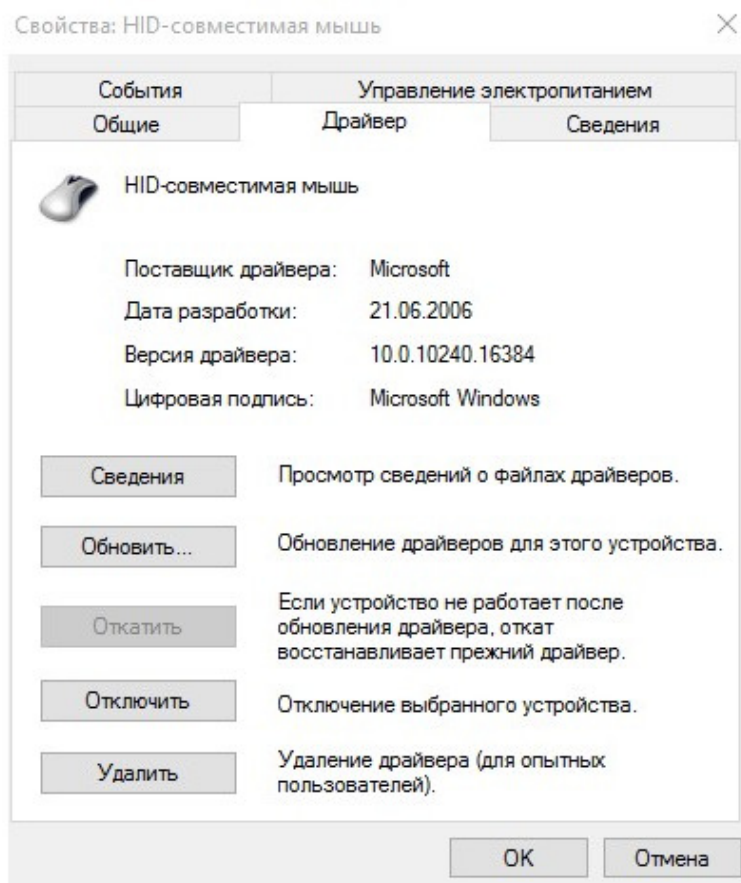 Свойства: HID-совместимая мышь
События
Управление электропитанием
Общие
Драйвер
Сведения
HID-совместимая мышь
Поставщик драйвера: Microsoft
Дата разработки: 21.06.2006
Версия драйвера: 10.0.10240.16384
Цифровая подпись: Microsoft Windows
Сведения
Просмотр сведений о файлах драйверов.
Обновить...
Обновление драйверов для этого устройства.
Откатить
Если устройство не работает после
обновления драйвера, откат
восстанавливает прежний драйвер.
Отключить
Отключение выбранного устройства.
Удалить
Удаление драйвера (для опытных
пользователей).
OK
Отмена